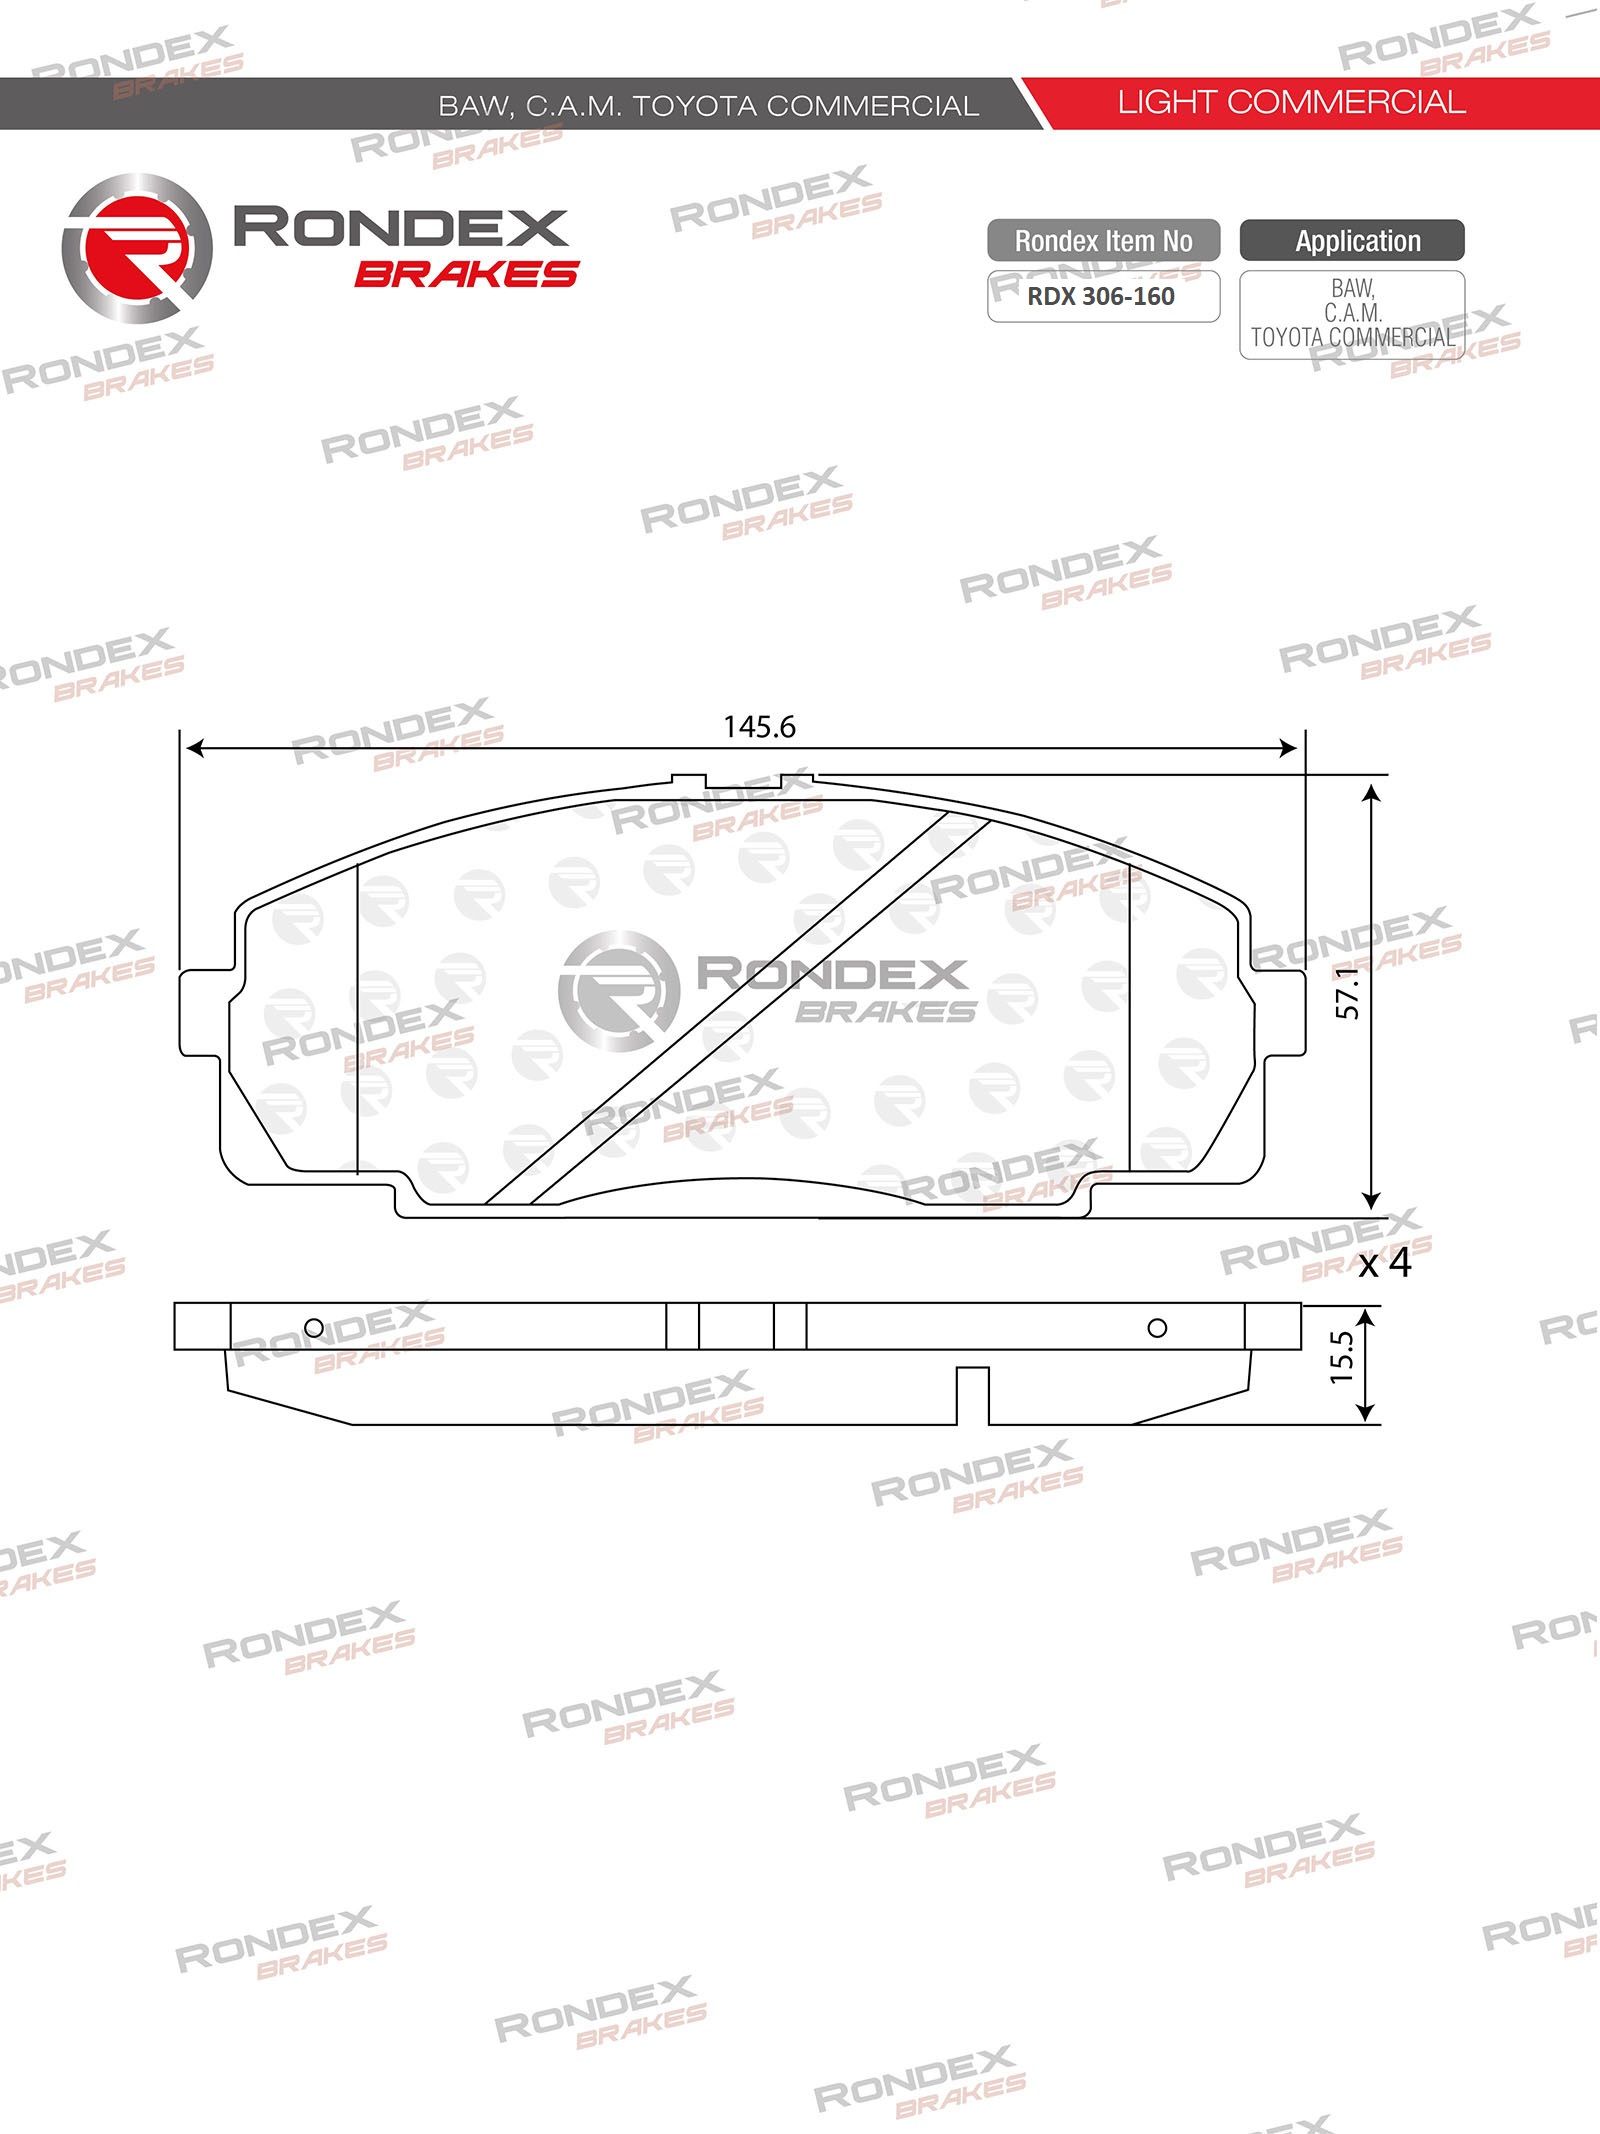 BAW, C.A.M. TOYOTA COMMERCIAL
LIGHT COMMERCIAL
RONDEX
BRAKES
Rondex Item No
RDX 306-160
Application
BAW,
C.A.M.
TOYOTA COMMERCIAL
145.6
57.1
RONDEX
BRAKES
x 4
15.5